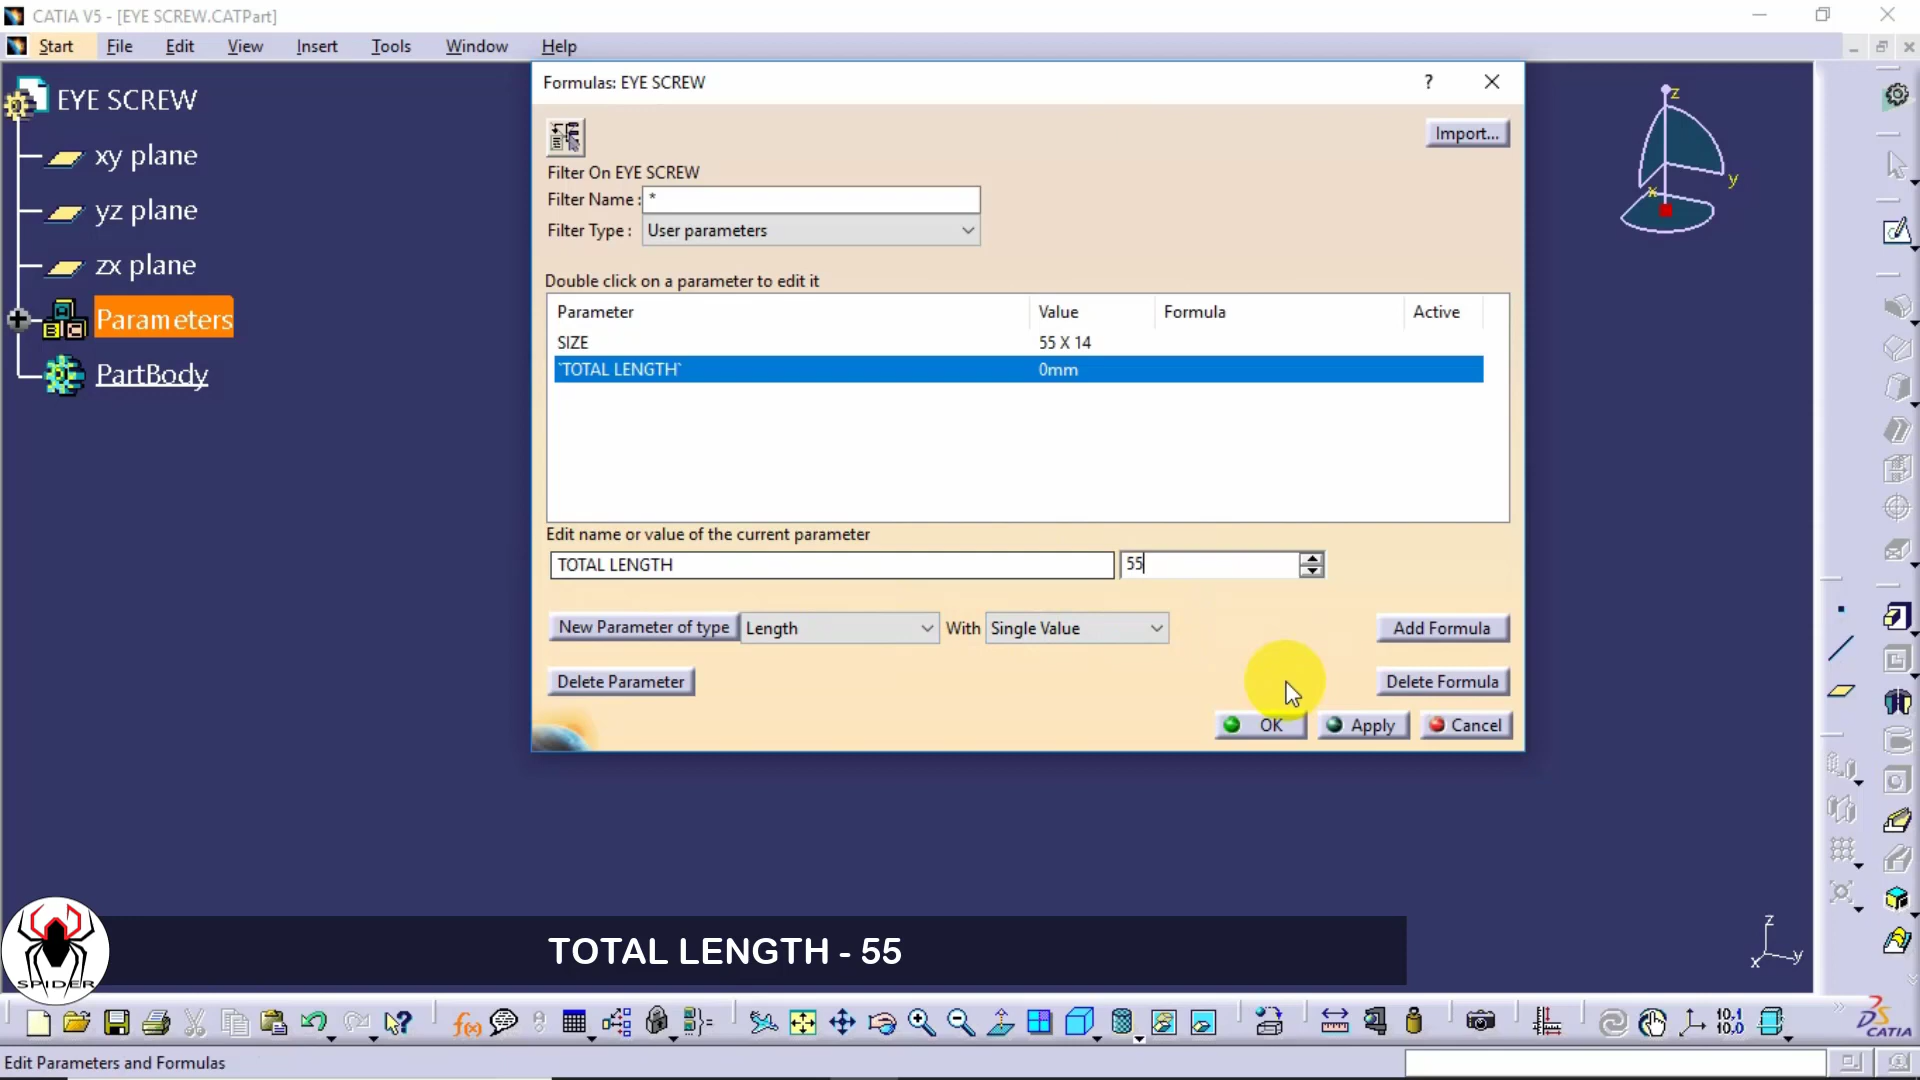 CATIA V5 - [EYE SCREW.CATPart]
Start File Edit View Insert Tools Window Help
EYE SCREW
xy plane
yz plane
zx plane
Parameters
PartBody
Formulas: EYE SCREW
?
Import...
Filter On EYE SCREW
Filter Name : *
Filter Type : User parameters
Double click on a parameter to edit it
Parameter Value Formula Active
SIZE 55 X 14
`TOTAL LENGTH` 0mm
Edit name or value of the current parameter
TOTAL LENGTH 55
New Parameter of type Length With Single Value Add Formula
Delete Parameter Delete Formula
OK Apply Cancel
z
y
x
TOTAL LENGTH - 55
SPIDER
z
y
x
f(x)
10,1
10,0
CATIA
Edit Parameters and Formulas